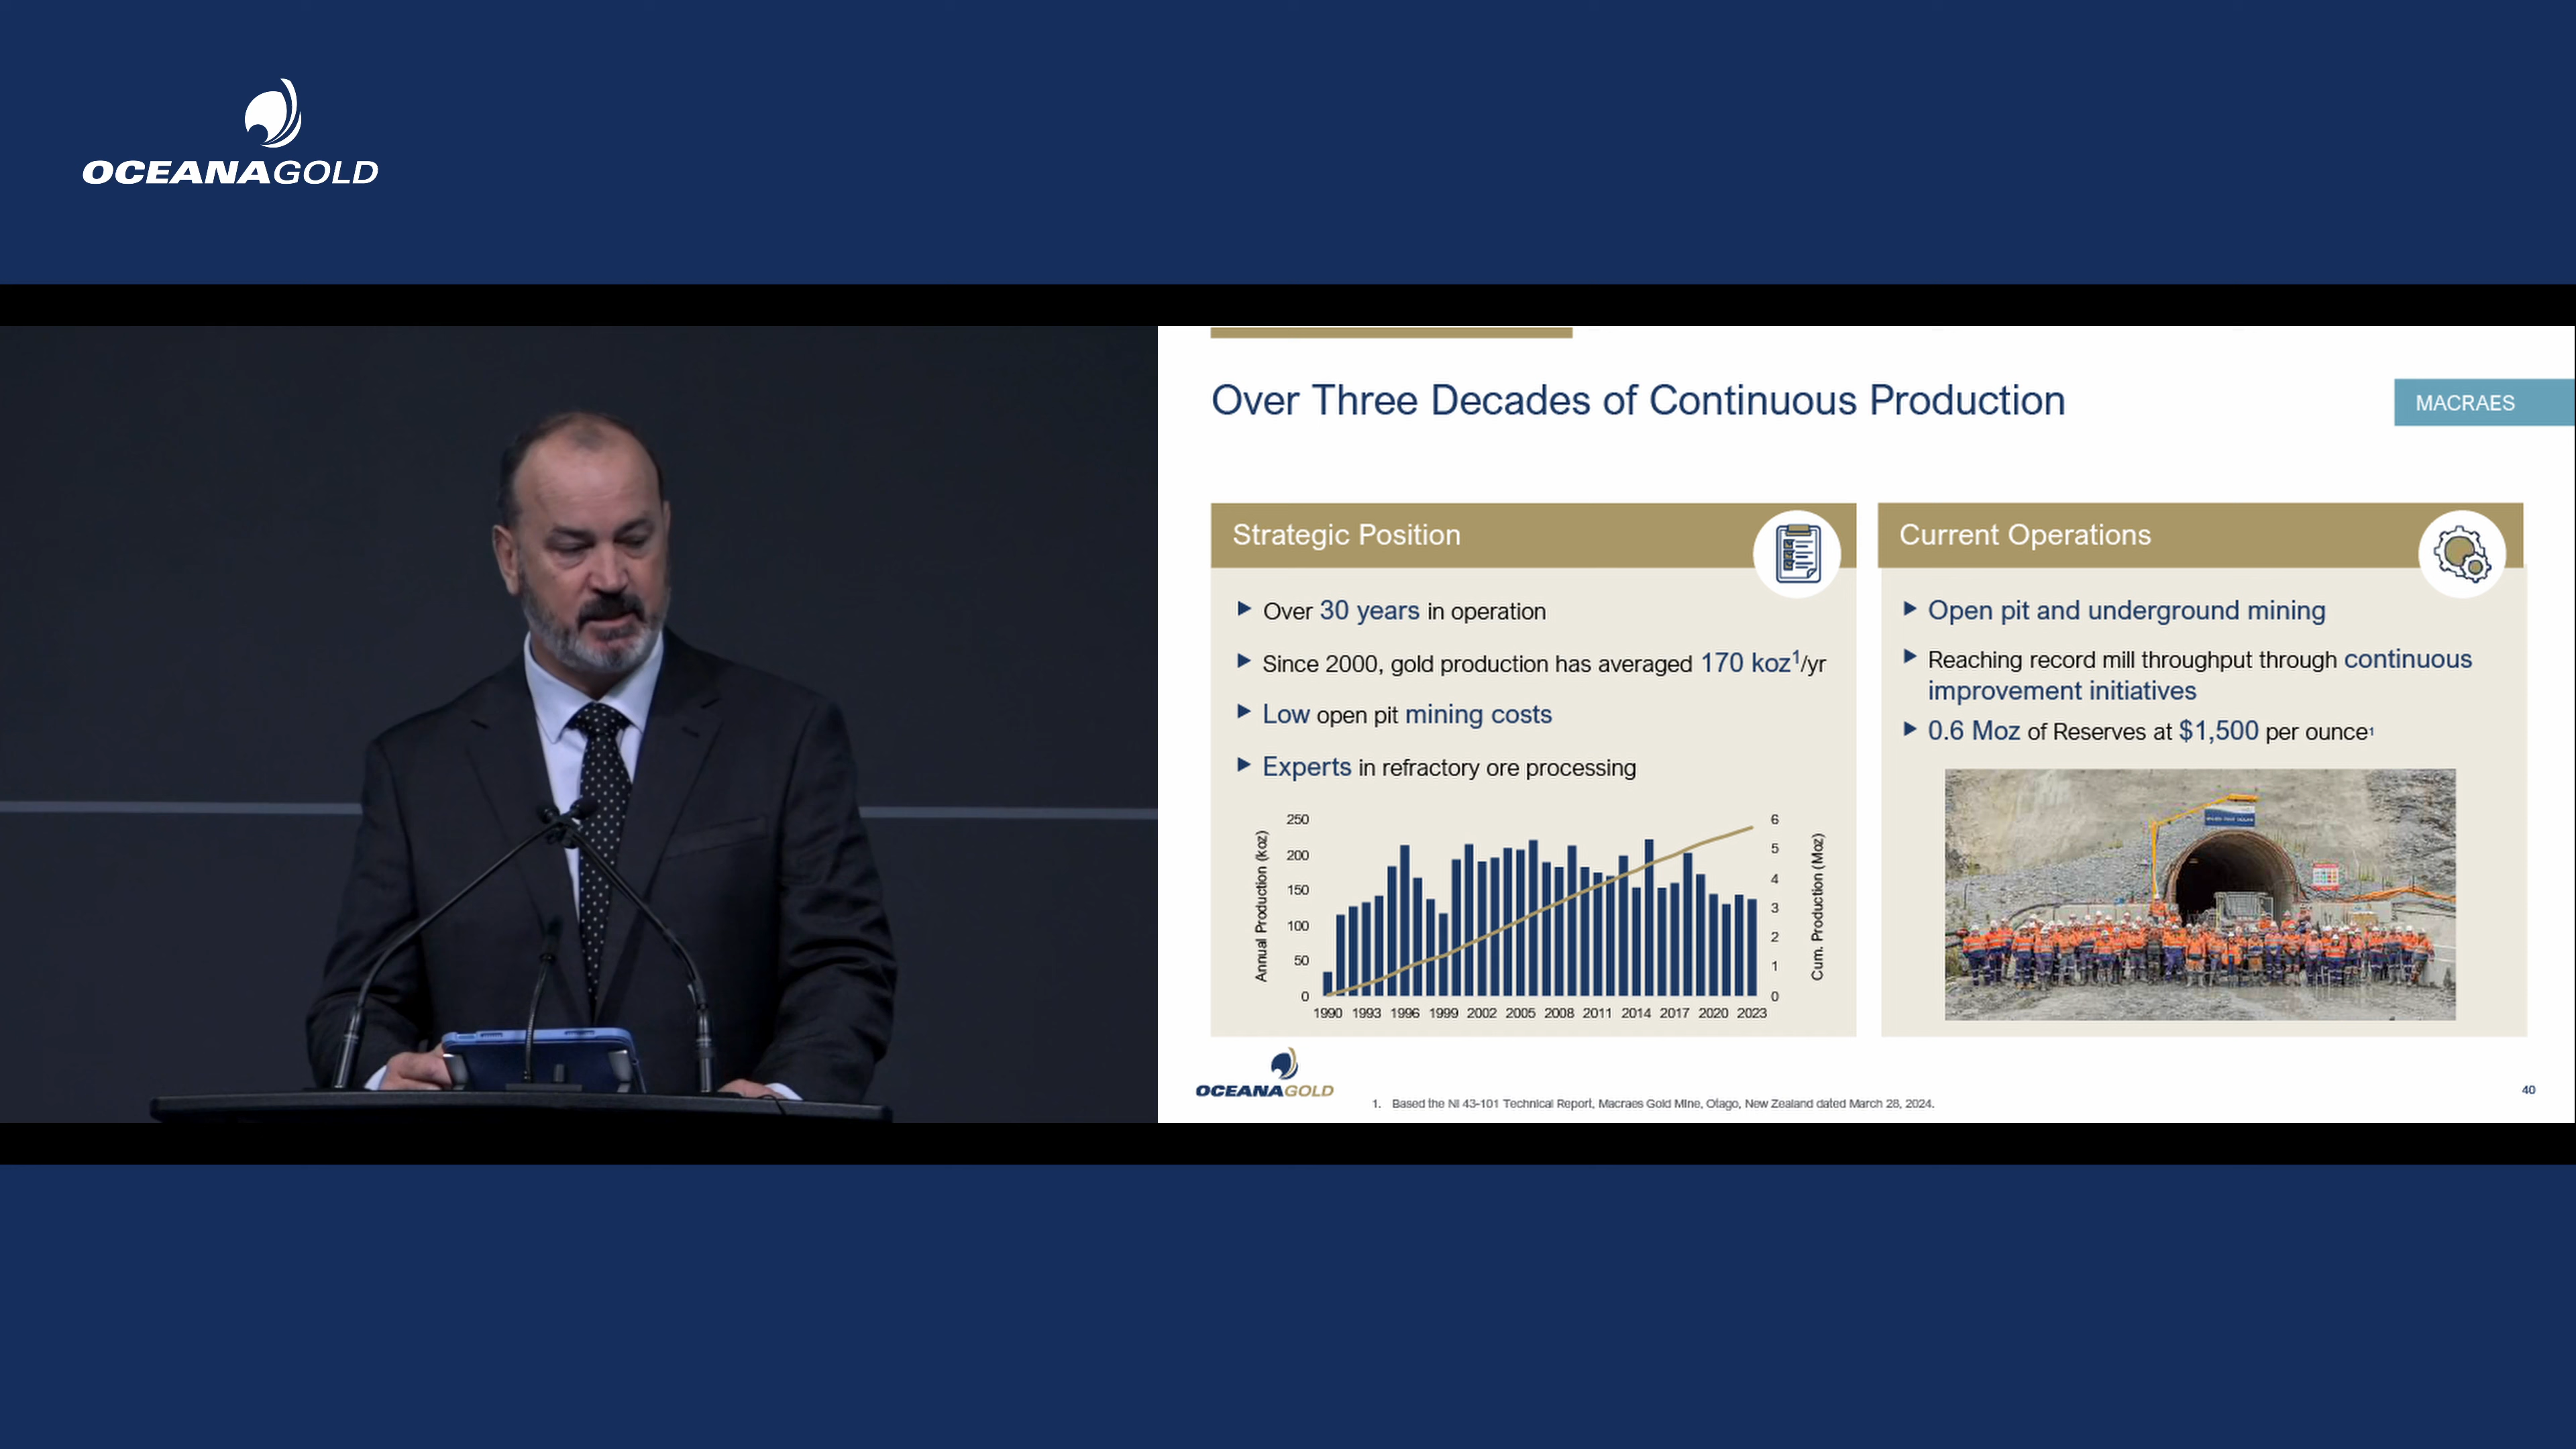 OCEANAGOLD
Over Three Decades of Continuous Production
MACRAES
Strategic Position
Over 30 years in operation
Since 2000, gold production has averaged 170 koz1/yr
Low open pit mining costs
Experts in refractory ore processing
Annual Production (koz)
250
200
150
100
50
0
6
5
4
3
2
1
0
Cum. Production (Moz)
1990 1993 1996 1999 2002 2005 2008 2011 2014 2017 2020 2023
Current Operations
Open pit and underground mining
Reaching record mill throughput through continuous
improvement initiatives
0.6 Moz of Reserves at $1,500 per ounce1
OCEANAGOLD
1. Based the NI 43-101 Technical Report, Macraes Gold Mine, Otago, New Zealand dated March 28, 2024.
40